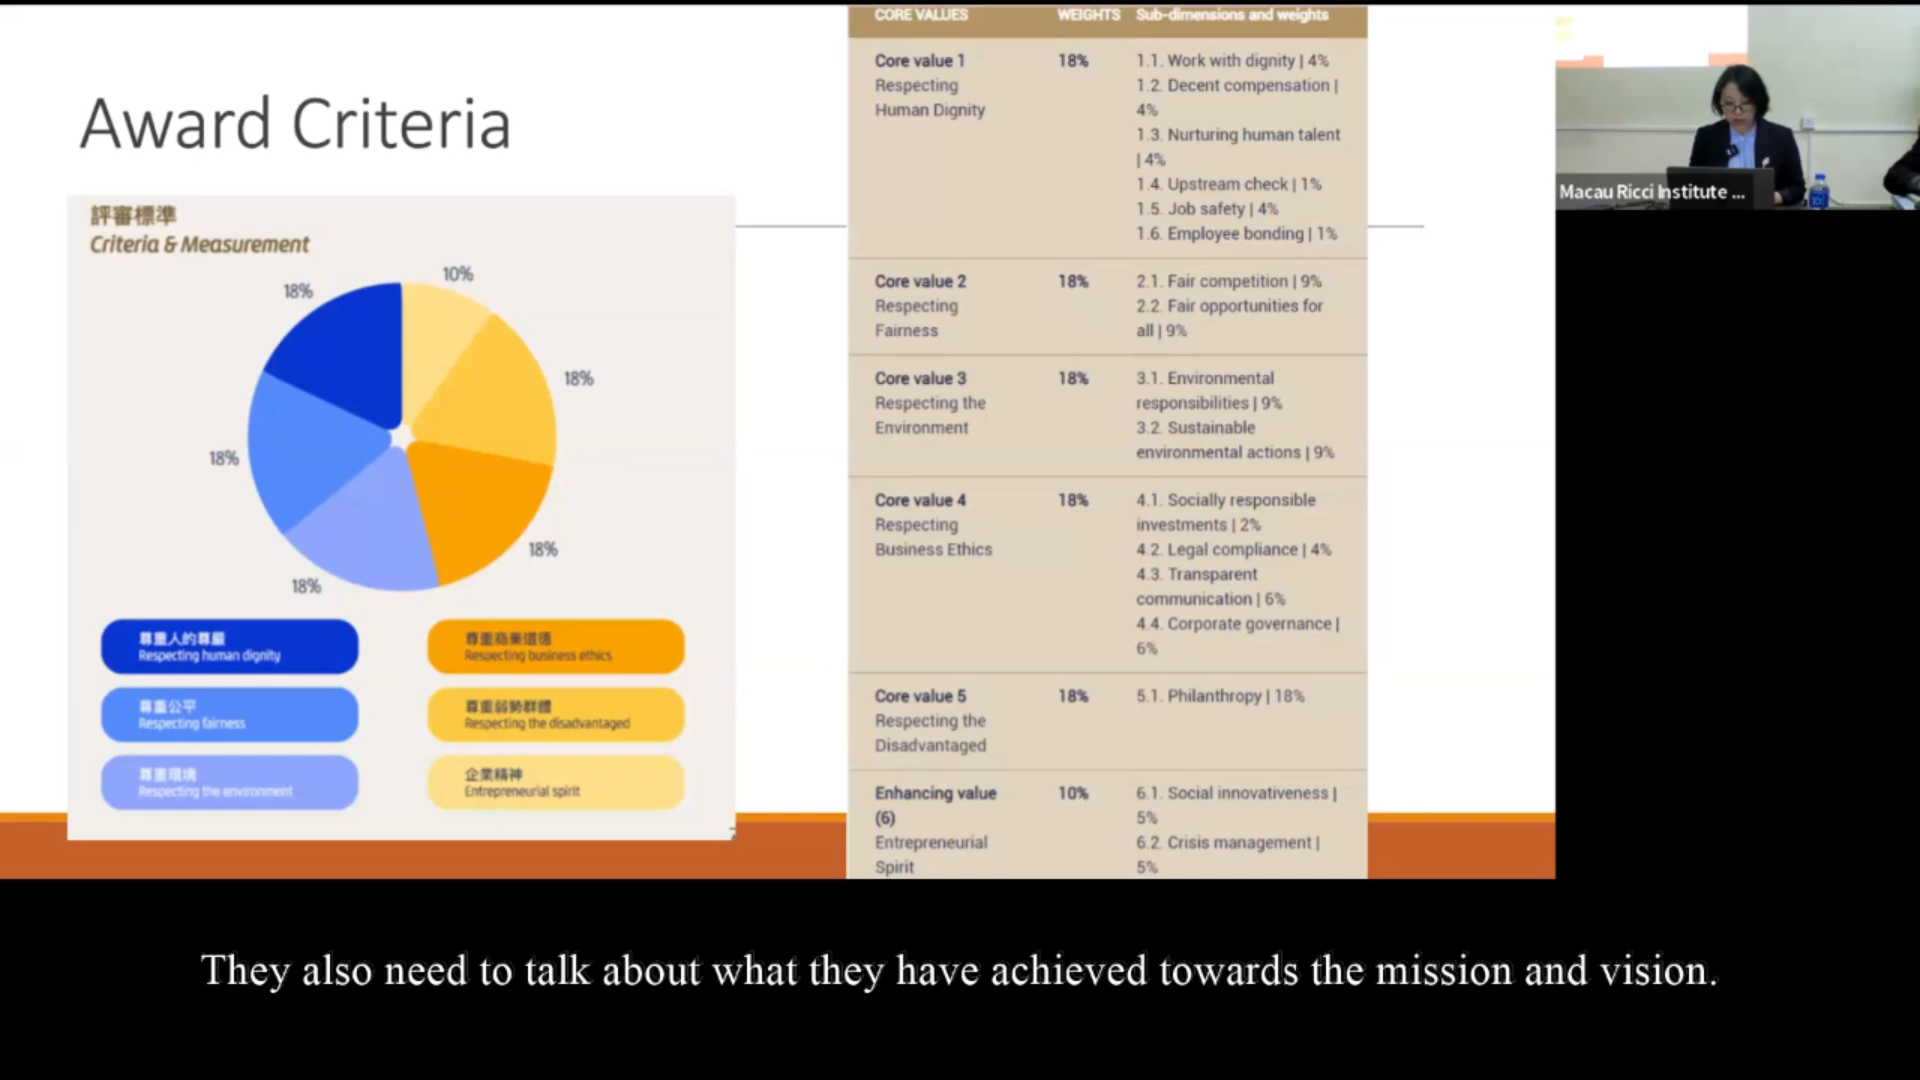 Award Criteria
評審標準
Criteria & Measurement
10%
18%
18%
18%
18%
18%
尊重人的尊嚴
Respecting human dignity
尊重公平
Respecting fairness
尊重環境
Respecting the environment
尊重商業道德
Respecting business ethics
尊重弱勢群體
Respecting the disadvantaged
企業精神
Entrepreneurial spirit
CORE VALUES WEIGHTS Sub-dimensions and weights
Core value 1 18% 1.1. Work with dignity | 4%
Respecting 1.2. Decent compensation |
Human Dignity 4%
1.3. Nurturing human talent
| 4%
1.4. Upstream check | 1%
1.5. Job safety | 4%
1.6. Employee bonding | 1%
Core value 2 18% 2.1. Fair competition | 9%
Respecting 2.2. Fair opportunities for
Fairness all | 9%
Core value 3 18% 3.1. Environmental
Respecting the responsibilities | 9%
Environment 3.2. Sustainable
environmental actions | 9%
Core value 4 18% 4.1. Socially responsible
Respecting investments | 2%
Business Ethics 4.2. Legal compliance | 4%
4.3. Transparent
communication | 6%
4.4. Corporate governance |
6%
Core value 5 18% 5.1. Philanthropy | 18%
Respecting the
Disadvantaged
Enhancing value 10% 6.1. Social innovativeness |
(6) 5%
Entrepreneurial 6.2. Crisis management |
Spirit 5%
Macau Ricci Institute ...
They also need to talk about what they have achieved towards the mission and vision.